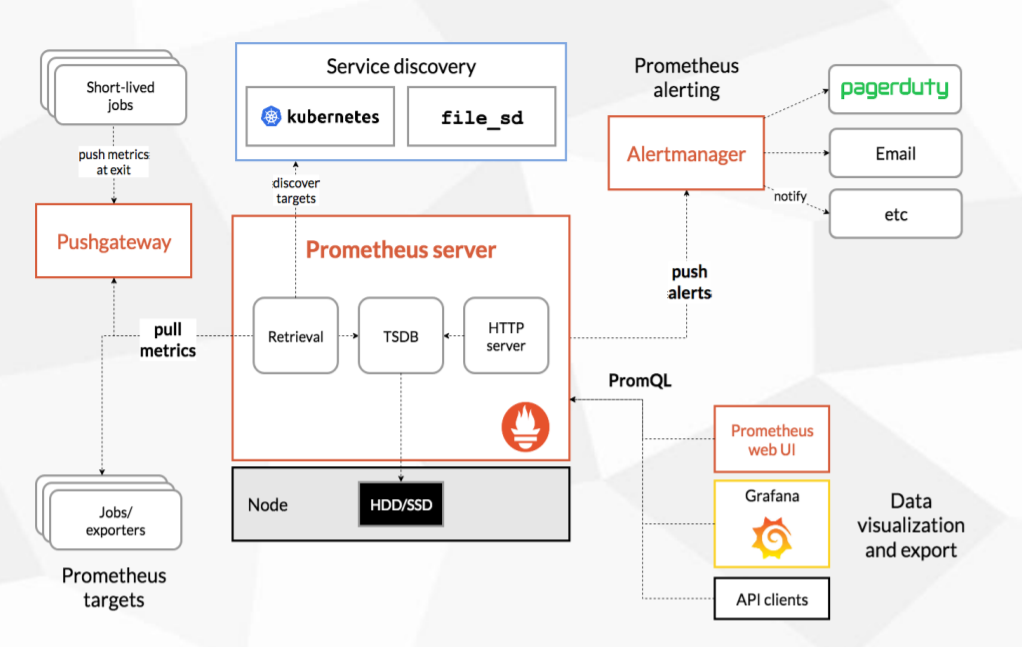 Short-lived
jobs
push metrics
at exit
Pushgateway
Service discovery
kubernetes
file_sd
discover
targets
Prometheus
alerting
Alertmanager
pagerduty
Email
notify
etc
Prometheus server
Retrieval
TSDB
HTTP
server
pull
metrics
push
alerts
PromQL
Node
HDD/SSD
Jobs/
exporters
Prometheus
targets
Prometheus
web UI
Grafana
API clients
Data
visualization
and export